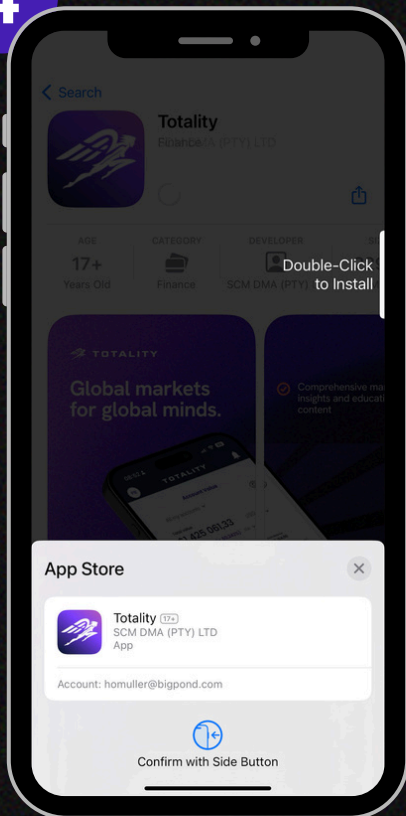 Search
Totality
Finance
AGE
CATEGORY
DEVELOPER
17+
Years Old
Finance
SCM DMA (PTY)
Double-Click
to Install
TOTALITY
Global markets
for global minds.
Comprehensive
insights and
content
TOTALITY
App Store
Totality 17+
SCM DMA (PTY) LTD
App
Account: homuller@bigpond.com
Confirm with Side Button